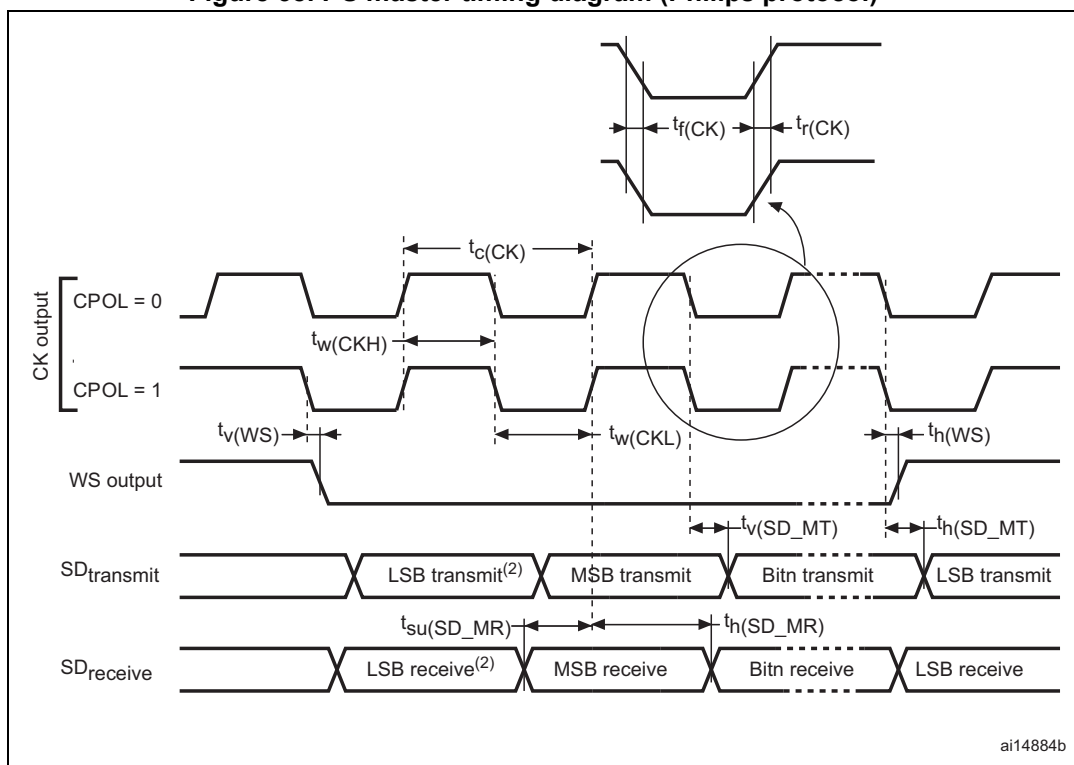 tf(CK)
tr(CK)
tc(CK)
CK output
CPOL = 0
tw(CKH)
CPOL = 1
tv(WS)
tw(CKL)
th(WS)
WS output
tv(SD_MT)
th(SD_MT)
SDtransmit
LSB transmit(2)
MSB transmit
Bitn transmit
LSB transmit
tsu(SD_MR)
th(SD_MR)
SDreceive
LSB receive(2)
MSB receive
Bitn receive
LSB receive
ai14884b